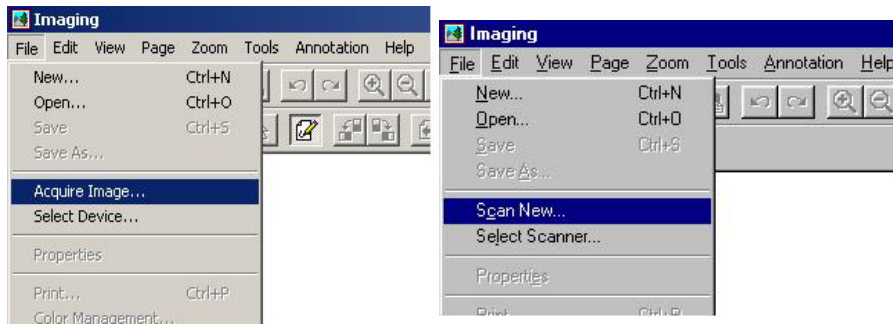 Imaging
File Edit View Page Zoom Tools Annotation Help
New... Ctrl+N
Open... Ctrl+O
Save Ctrl+S
Save As...
Acquire Image...
Select Device...
Properties
Print... Ctrl+P
Color Management...
Imaging
File Edit View Page Zoom Tools Annotation Help
New... Ctrl+N
Open... Ctrl+O
Save Ctrl+S
Save As...
Scan New...
Select Scanner...
Properties
Print Ctrl+P